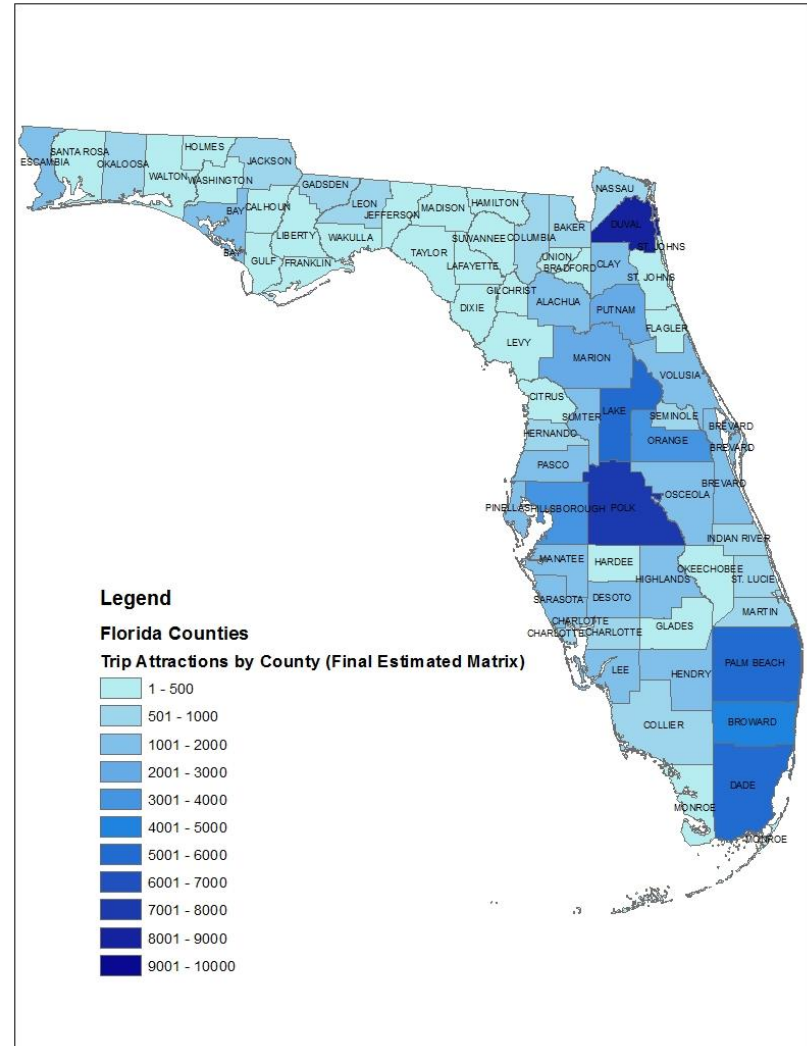 HOLMES
SANTA ROSA
ESCAMBIA
OKALOOSA
JACKSON
WALTON
WASHINGTON
GADSDEN
NASSAU
BAY
CALHOUN
LEON
MADISON
HAMILTON
JEFFERSON
BAKER
DUVAL
LIBERTY
WAKULLA
SUWANNEE
COLUMBIA
ST. JOHNS
BAY
TAYLOR
UNION
GULF
FRANKLIN
LAFAYETTE
BRADFORD
CLAY
ST. JOHNS
GILCHRIST
DIXIE
ALACHUA
PUTNAM
FLAGLER
LEVY
MARION
VOLUSIA
CITRUS
SUMTER
LAKE
SEMINOLE
BREVARD
HERNANDO
ORANGE
BREVARD
PASCO
BREVARD
OSCEOLA
PINELLAS
HILLSBOROUGH
POLK
INDIAN RIVER
MANATEE
HARDEE
OKEECHOBEE
HIGHLANDS
ST. LUCIE
SARASOTA
DESOTO
MARTIN
CHARLOTTE
CHARLOTTE
CHARLOTTE
GLADES
LEE
HENDRY
PALM BEACH
COLLIER
BROWARD
DADE
MONROE
MONROE
Legend
Florida Counties
Trip Attractions by County (Final Estimated Matrix)
1 - 500
501 - 1000
1001 - 2000
2001 - 3000
3001 - 4000
4001 - 5000
5001 - 6000
6001 - 7000
7001 - 8000
8001 - 9000
9001 - 10000